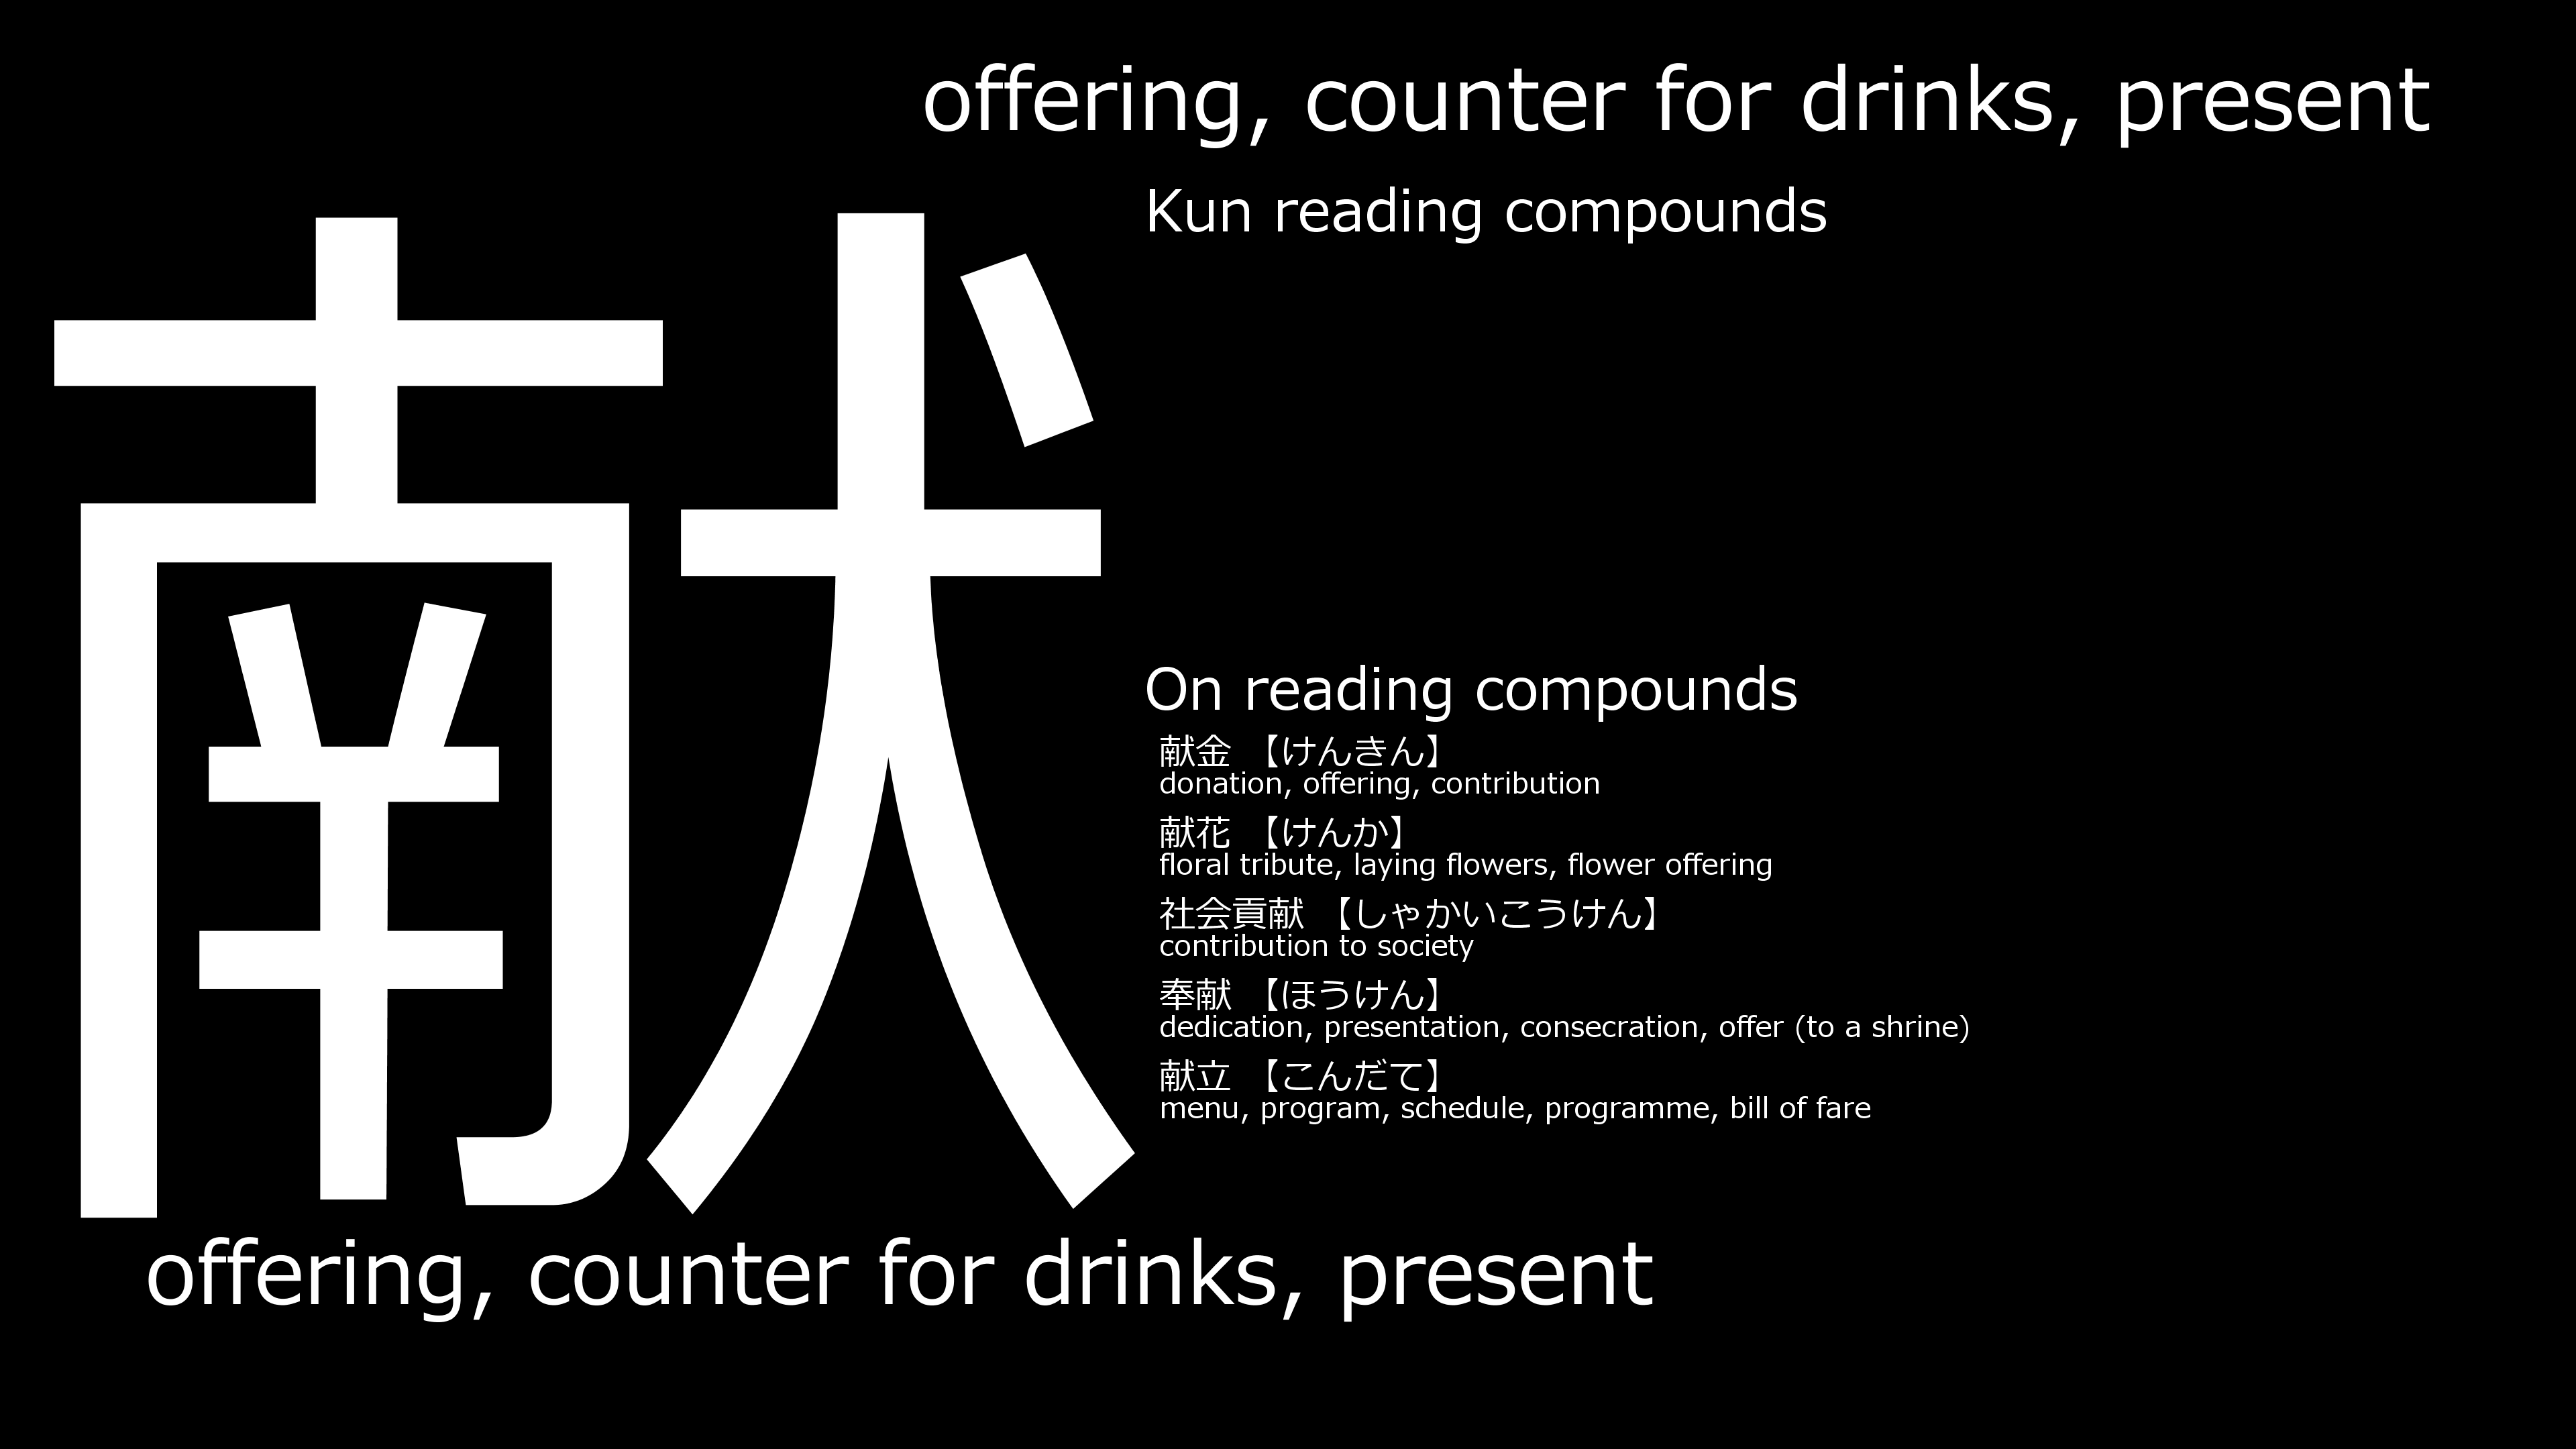 offering, counter for drinks, present
献
Kun reading compounds
On reading compounds
献金 【けんきん】
donation, offering, contribution
献花 【けんか】
floral tribute, laying flowers, flower offering
社会貢献 【しゃかいこうけん】
contribution to society
奉献 【ほうけん】
dedication, presentation, consecration, offer (to a shrine)
献立 【こんだて】
menu, program, schedule, programme, bill of fare
offering, counter for drinks, present